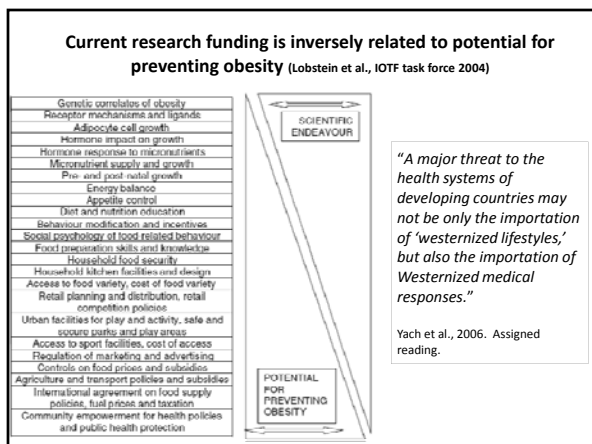 Current research funding is inversely related to potential for
preventing obesity (Lobstein et al., IOTF task force 2004)
Genetic correlates of obesity
Receptor mechanisms and ligands
Adipocyte cell growth
Hormone impact on growth
Hormone response to micronutrients
Micronutrient supply and growth
Pre- and post-natal growth
Energy balance
Appetite control
Diet and nutrition education
Behaviour modification and incentives
Social psychology of food related behaviour
Food preparation skills and knowledge
Household food security
Household kitchen facilities and design
Access to food variety, cost of food variety
Retail planning and distribution, retail
competition policies
Urban facilities for play and activity, safe and
secure parks and play areas
Access to sport facilities, cost of access
Regulation of marketing and advertising
Controls on food prices and subsidies
Agriculture and transport policies and subsidies
International agreement on food supply
policies, fuel prices and taxation
Community empowerment for health policies
and public health protection
SCIENTIFIC
ENDEAVOUR
POTENTIAL
FOR
PREVENTING
OBESITY
"A major threat to the
health systems of
developing countries may
not be only the importation
of 'westernized lifestyles,'
but also the importation of
Westernized medical
responses."
Yach et al., 2006. Assigned
reading.